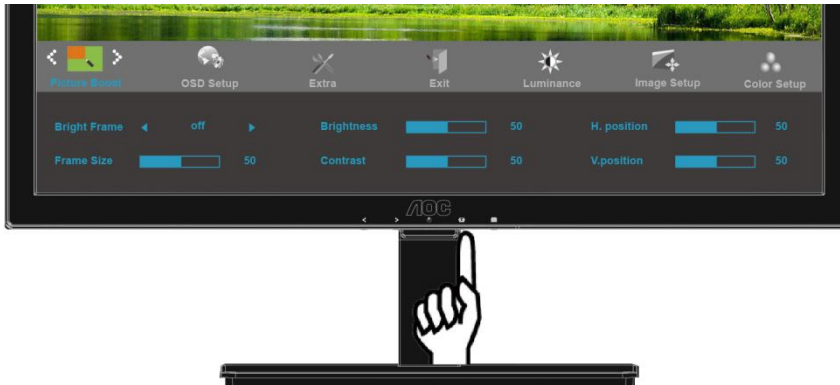 Picture Boost OSD Setup Extra Exit Luminance Image Setup Color Setup
Bright Frame off Brightness 50 H. position 50
Frame Size 50 Contrast 50 V.position 50
AOC